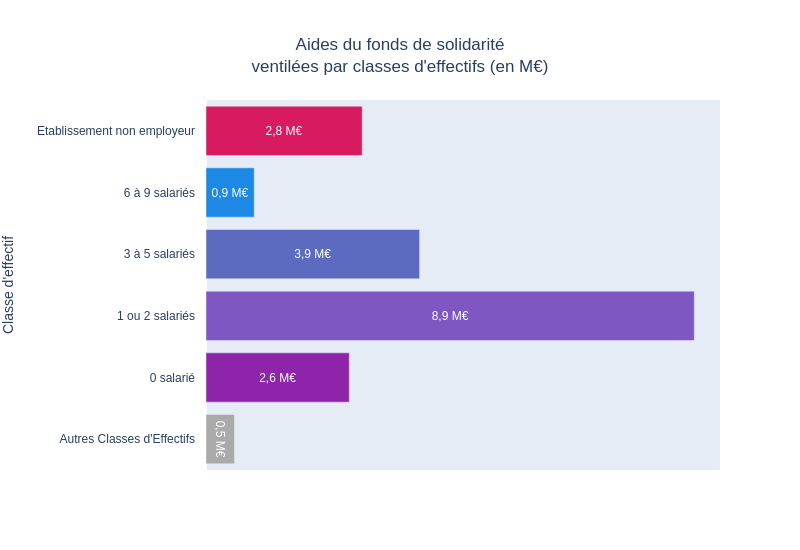 Aides du fonds de solidarité
ventilées par classes d'effectifs (en M€)
Classe d'effectif
Etablissement non employeur
2,8 M€
6 à 9 salariés
0,9 M€
3 à 5 salariés
3,9 M€
1 ou 2 salariés
8,9 M€
0 salarié
2,6 M€
Autres Classes d'Effectifs
0,5 M€